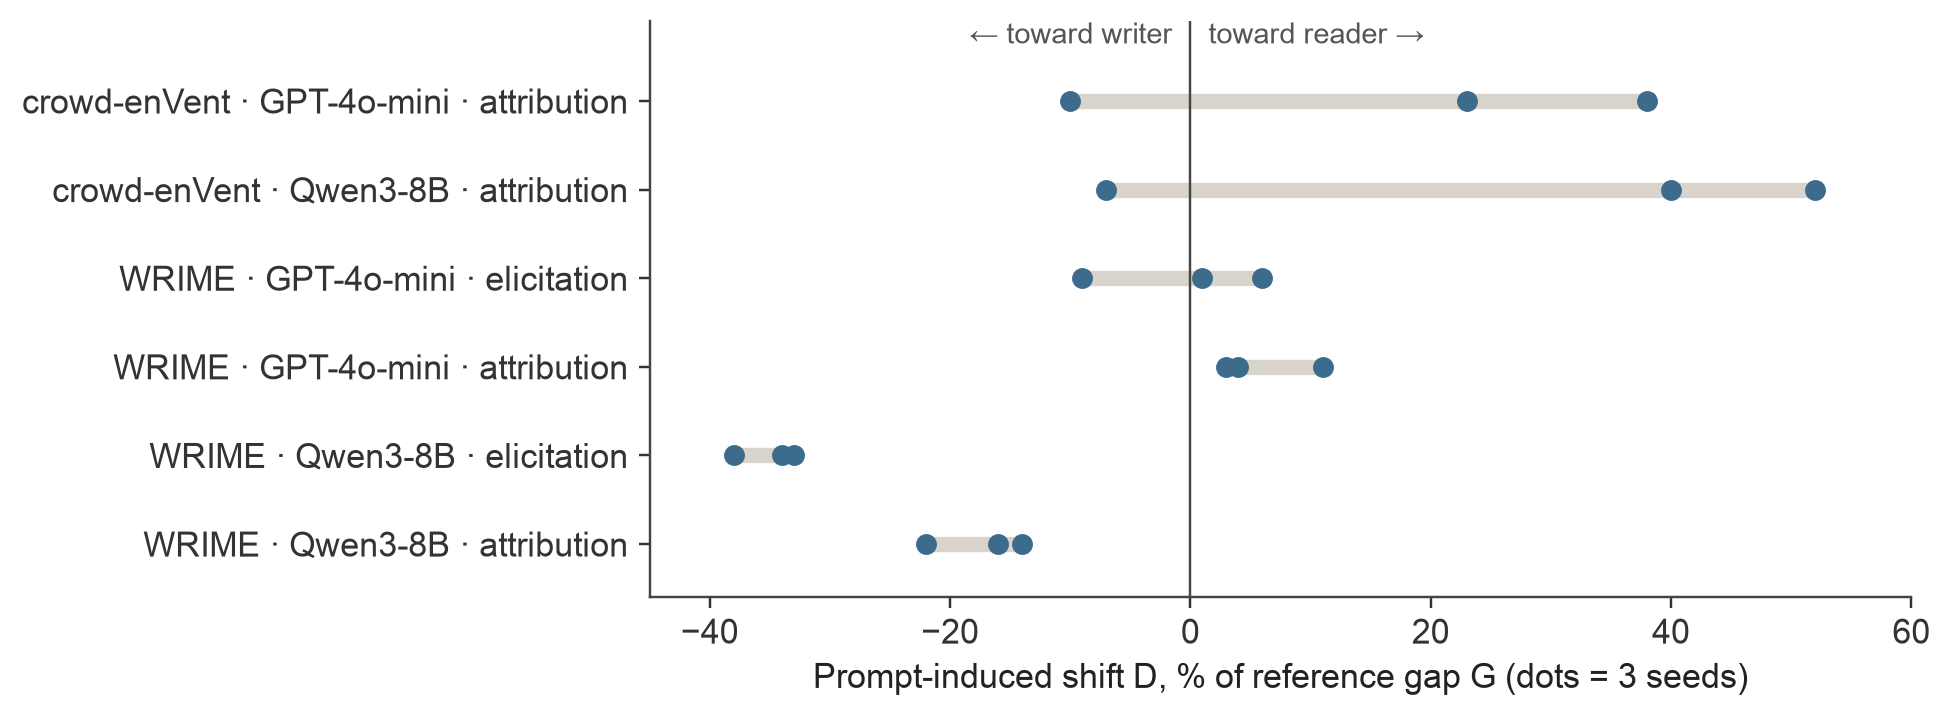 ← toward writer toward reader →
crowd-enVent · GPT-4o-mini · attribution
crowd-enVent · Qwen3-8B · attribution
WRIME · GPT-4o-mini · elicitation
WRIME · GPT-4o-mini · attribution
WRIME · Qwen3-8B · elicitation
WRIME · Qwen3-8B · attribution
−40 −20 0 20 40 60
Prompt-induced shift D, % of reference gap G (dots = 3 seeds)